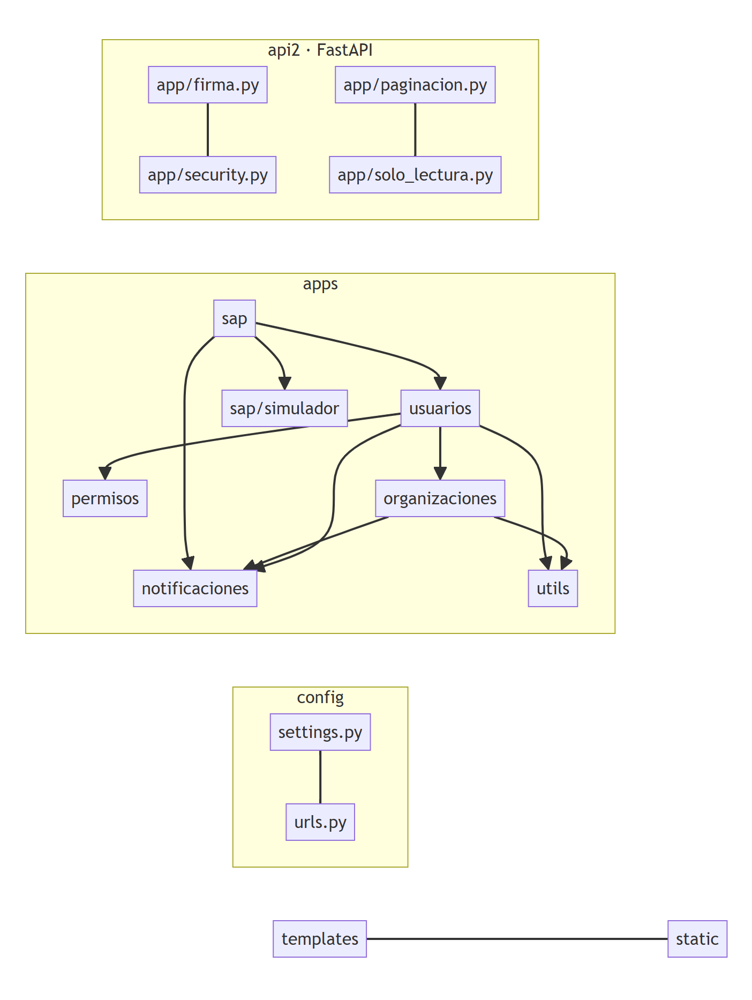 api2 · FastAPI
app/firma.py
app/paginacion.py
app/security.py
app/solo_lectura.py
apps
sap
sap/simulador
usuarios
permisos
organizaciones
notificaciones
utils
config
settings.py
urls.py
templates
static